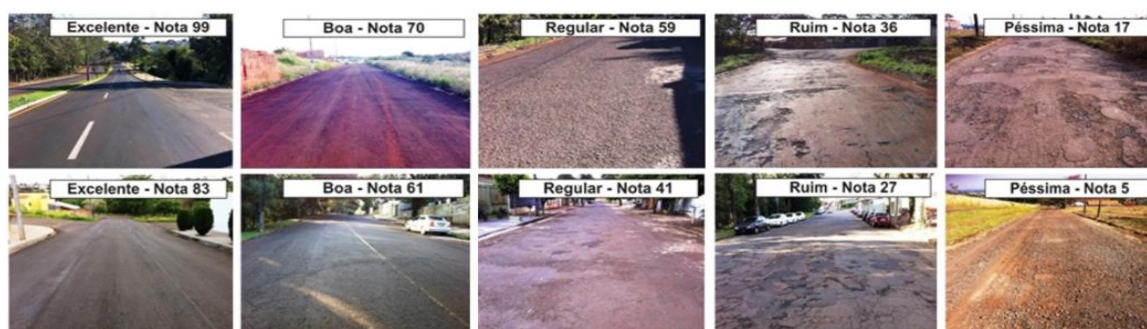 Excelente - Nota 99
Boa - Nota 70
Regular - Nota 59
Ruim - Nota 36
Péssima - Nota 17
Excelente - Nota 83
Boa - Nota 61
Regular - Nota 41
Ruim - Nota 27
Péssima - Nota 5